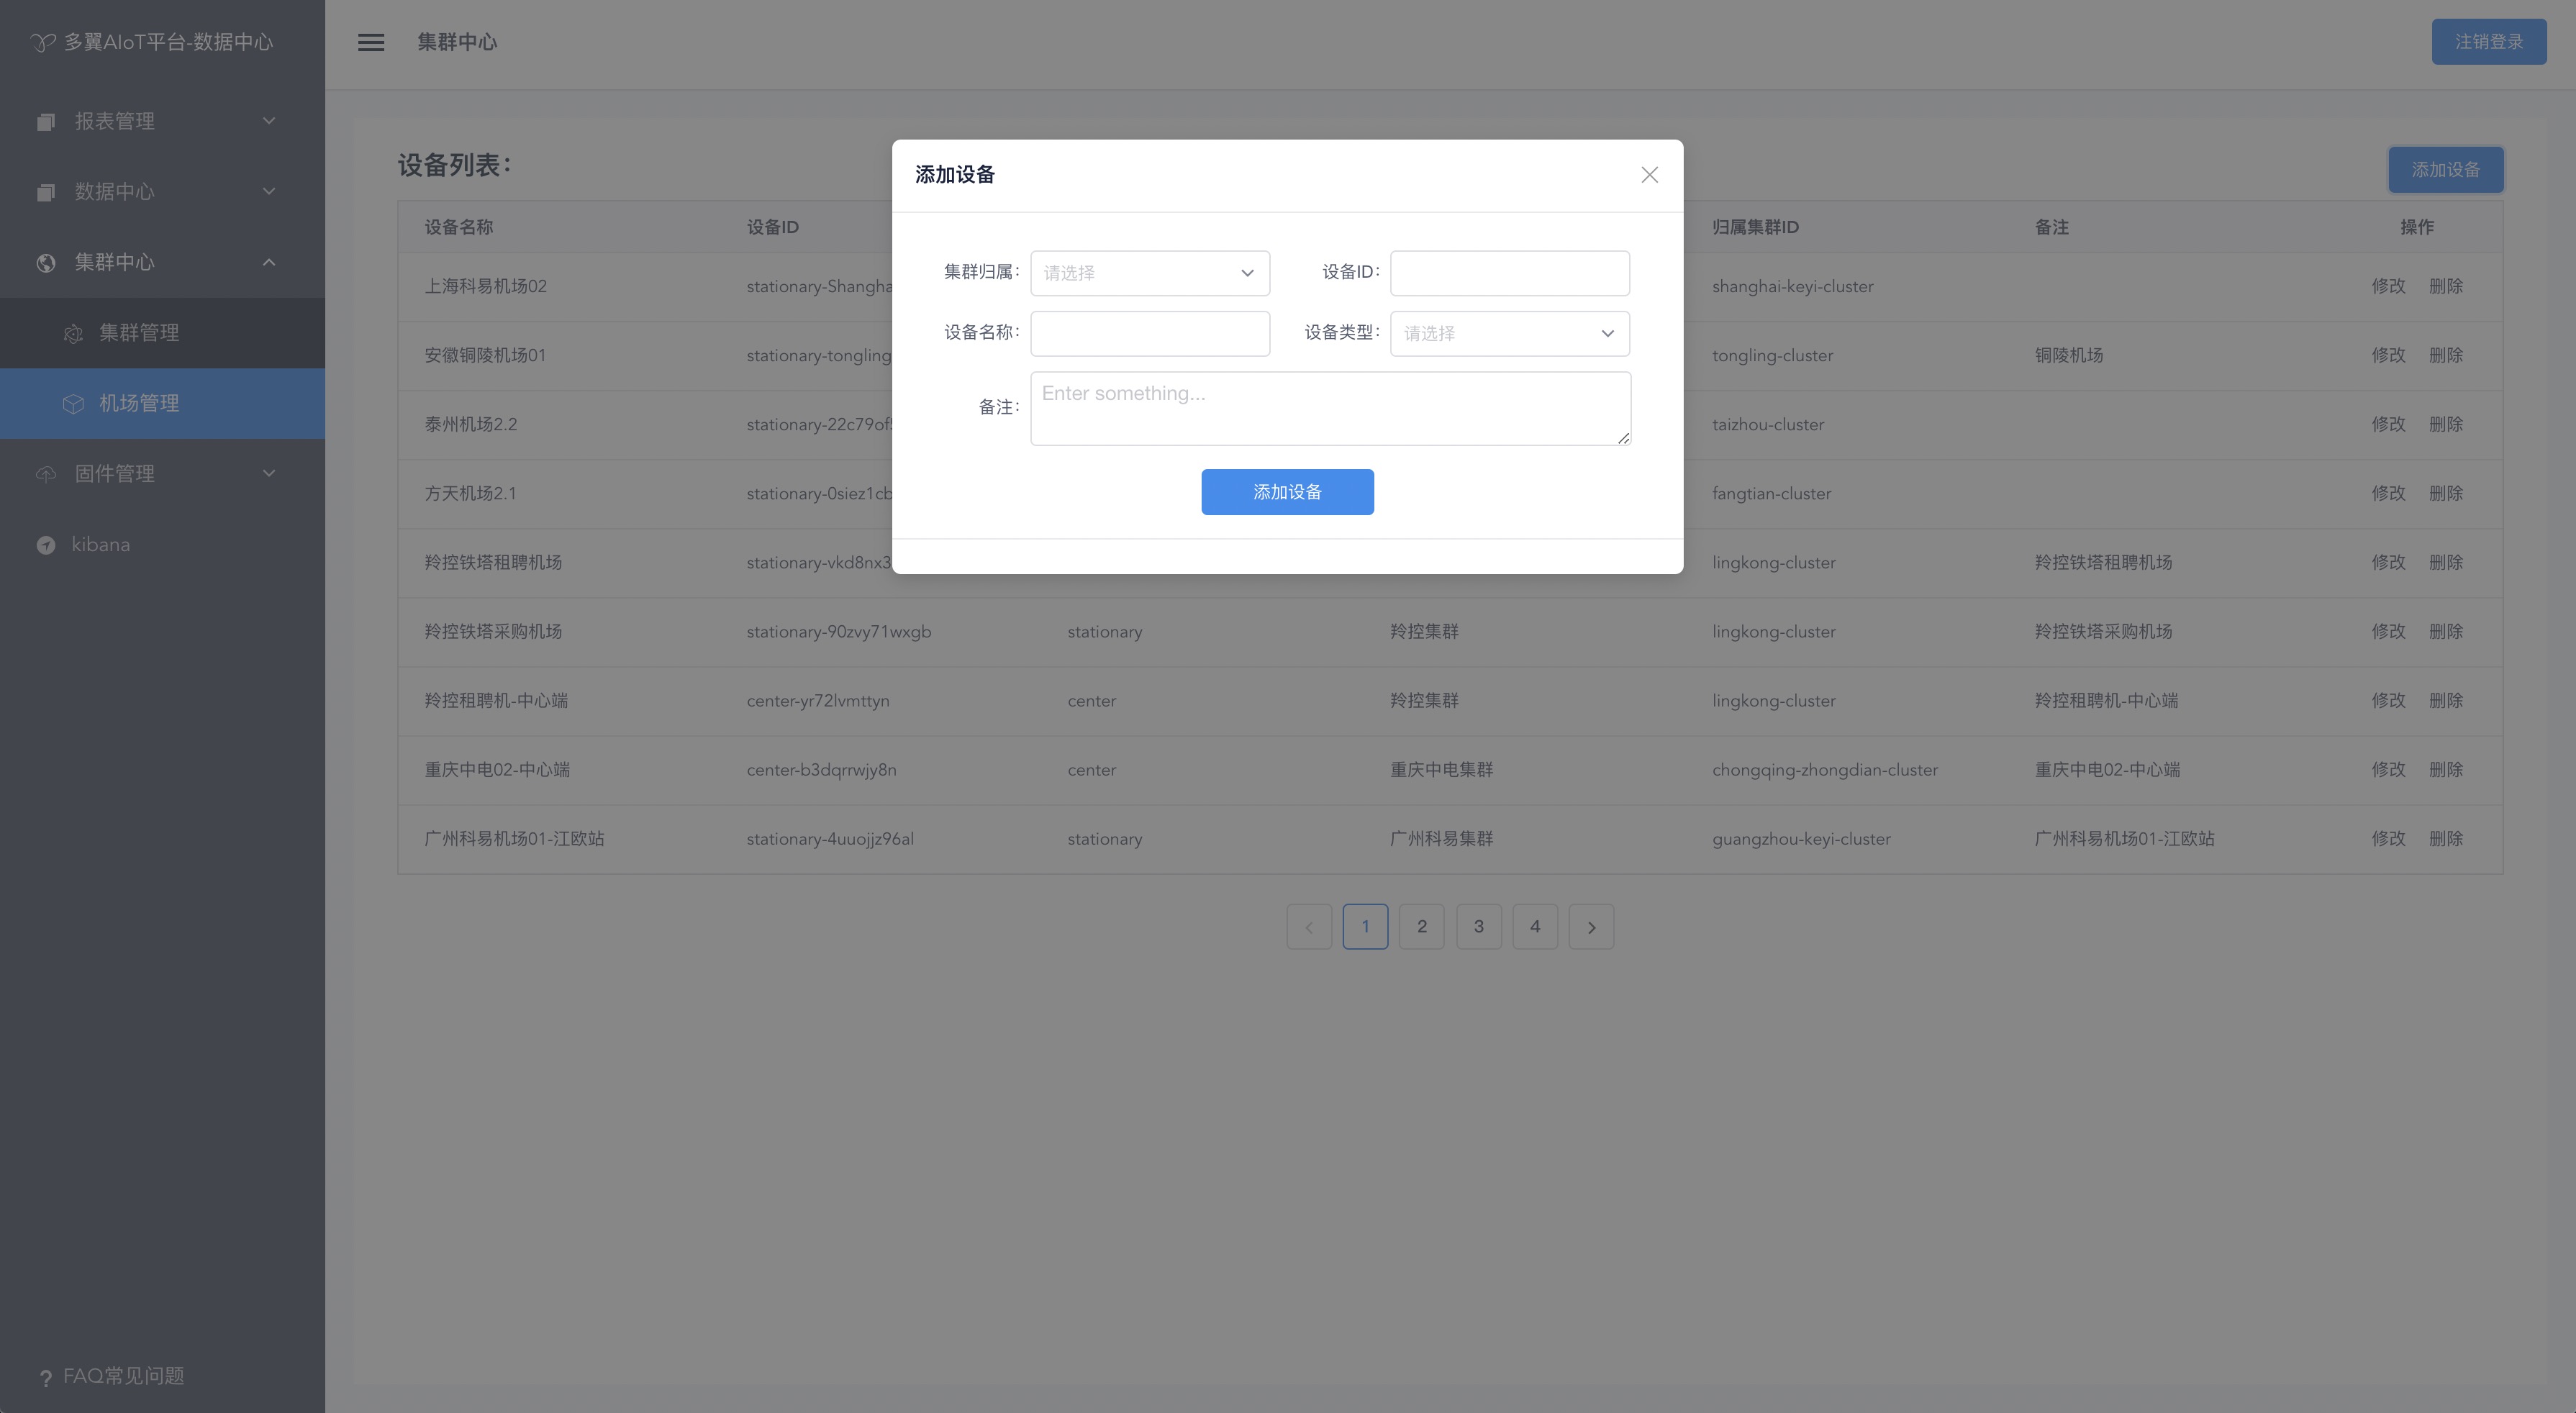 多翼AIoT平台-数据中心
集群中心
注销登录
报表管理
数据中心
集群中心
集群管理
机场管理
固件管理
kibana
FAQ常见问题
设备列表：
添加设备
设备名称 设备ID 归属集群ID 备注 操作
上海科易机场02 stationary-Shangha shanghai-keyi-cluster 修改 删除
安徽铜陵机场01 stationary-tongling tongling-cluster 铜陵机场 修改 删除
泰州机场2.2 stationary-22c79of taizhou-cluster 修改 删除
方天机场2.1 stationary-0siez1cb fangtian-cluster 修改 删除
羚控铁塔租聘机场 stationary-vkd8nx3 lingkong-cluster 羚控铁塔租聘机场 修改 删除
羚控铁塔采购机场 stationary-90zvy71wxgb stationary 羚控集群 lingkong-cluster 羚控铁塔采购机场 修改 删除
羚控租聘机-中心端 center-yr72lvmttyn center 羚控集群 lingkong-cluster 羚控租聘机-中心端 修改 删除
重庆中电02-中心端 center-b3dqrrwjy8n center 重庆中电集群 chongqing-zhongdian-cluster 重庆中电02-中心端 修改 删除
广州科易机场01-江欧站 stationary-4uuojjz96al stationary 广州科易集群 guangzhou-keyi-cluster 广州科易机场01-江欧站 修改 删除
1 2 3 4
添加设备
集群归属： 请选择 设备ID：
设备名称： 设备类型： 请选择
备注： Enter something...
添加设备